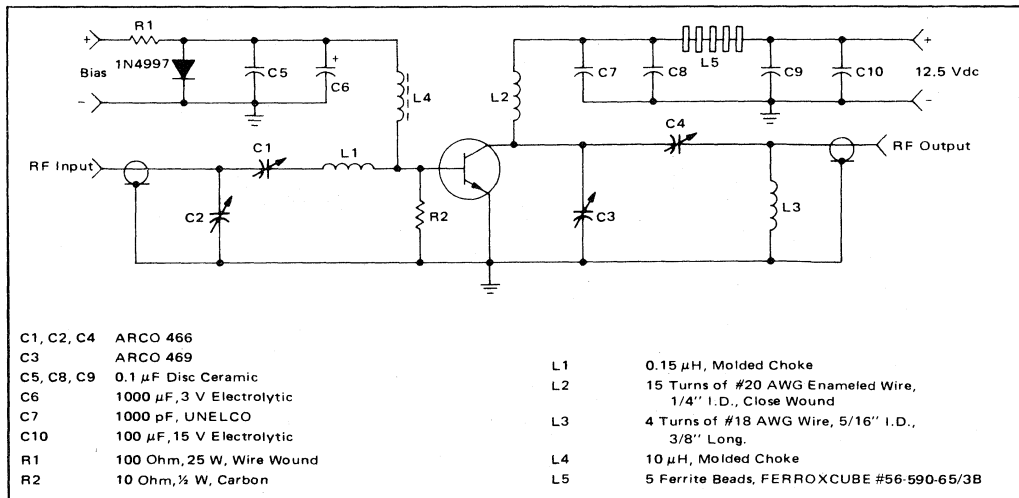 R1
+
Bias
1N4997
C5
+
C6
L4
-
L2
C7
C8
L5
C9
C10
+
12.5 Vdc
-
RF Input
C1
L1
C2
R2
C4
C3
L3
RF Output
C1, C2, C4 ARCO 466
C3 ARCO 469
C5, C8, C9 0.1 μF Disc Ceramic
C6 1000 μF, 3 V Electrolytic
C7 1000 pF, UNELCO
C10 100 μF, 15 V Electrolytic
R1 100 Ohm, 25 W, Wire Wound
R2 10 Ohm, ½ W, Carbon
L1 0.15 μH, Molded Choke
L2 15 Turns of #20 AWG Enameled Wire,
1/4'' I.D., Close Wound
L3 4 Turns of #18 AWG Wire, 5/16'' I.D.,
3/8'' Long.
L4 10 μH, Molded Choke
L5 5 Ferrite Beads, FERROXCUBE #56-590-65/3B